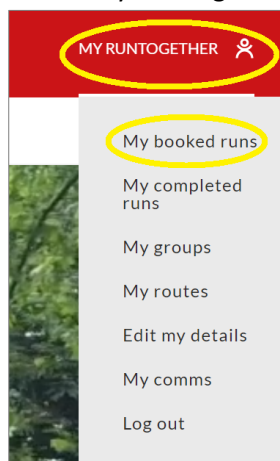 MY RUNTOGETHER
My booked runs
My completed
runs
My groups
My routes
Edit my details
My comms
Log out